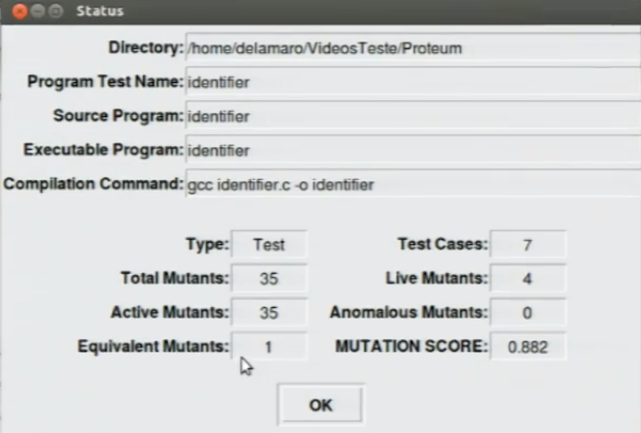 Status
Directory: /home/delamaro/VideosTeste/Proteum
Program Test Name: identifier
Source Program: identifier
Executable Program: identifier
Compilation Command: gcc identifier.c -o identifier
Type: Test Test Cases: 7
Total Mutants: 35 Live Mutants: 4
Active Mutants: 35 Anomalous Mutants: 0
Equivalent Mutants: 1 MUTATION SCORE: 0.882
OK